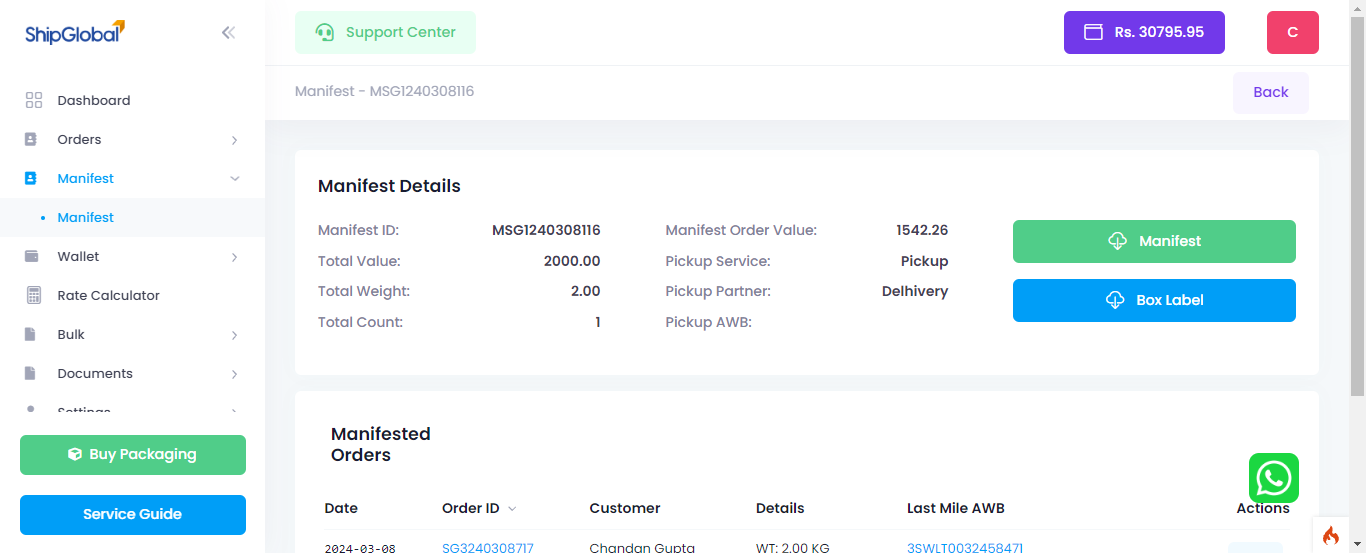 ShipGlobal
Support Center
Rs. 30795.95
C
Manifest - MSG1240308116
Back
Dashboard
Orders
Manifest
Manifest
Wallet
Rate Calculator
Bulk
Documents
Settings
Buy Packaging
Service Guide
Manifest Details
Manifest ID: MSG1240308116
Total Value: 2000.00
Total Weight: 2.00
Total Count: 1
Manifest Order Value: 1542.26
Pickup Service: Pickup
Pickup Partner: Delhivery
Pickup AWB:
Manifest
Box Label
Manifested
Orders
Date Order ID Customer Details Last Mile AWB Actions
2024-03-08 SG3240308717 Chandan Gupta WT: 2.00 KG 3SWLT0032458471